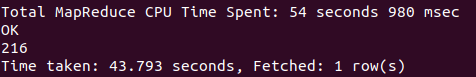 Total MapReduce CPU Time Spent: 54 seconds 980 msec
OK
216
Time taken: 43.793 seconds, Fetched: 1 row(s)